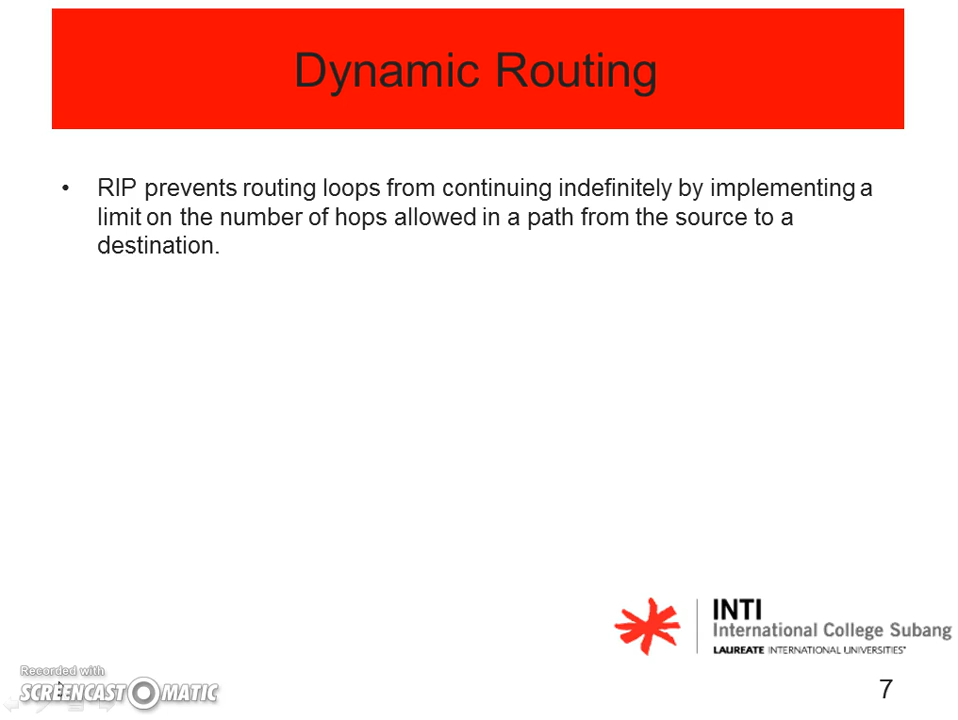 Dynamic Routing
• RIP prevents routing loops from continuing indefinitely by implementing a
limit on the number of hops allowed in a path from the source to a
destination.
INTI
International College Subang
LAUREATE INTERNATIONAL UNIVERSITIES*
Recorded with
SCREENCAST-O-MATIC
7